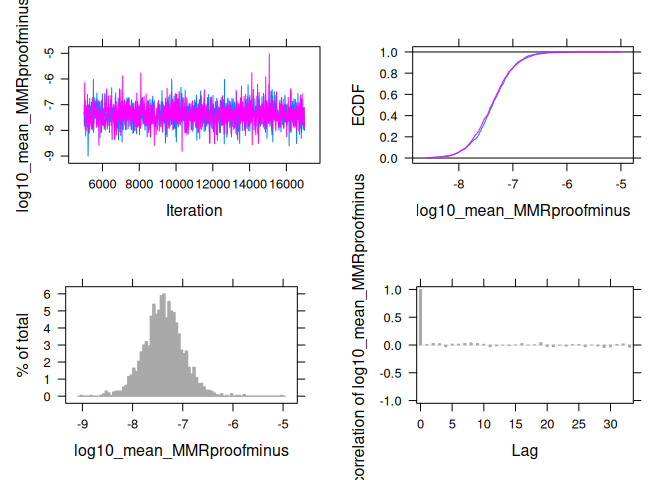 log10_mean_MMRproofminus
-5
-6
-7
-8
-9
6000 8000 10000 12000 14000 16000
Iteration
ECDF
1.0
0.8
0.6
0.4
0.2
0.0
-8 -7 -6 -5
log10_mean_MMRproofminus
% of total
6
5
4
3
2
1
0
-9 -8 -7 -6 -5
log10_mean_MMRproofminus
correlation of log10_mean_MMRproofminus
1.0
0.5
0.0
-0.5
-1.0
0 5 10 15 20 25 30
Lag